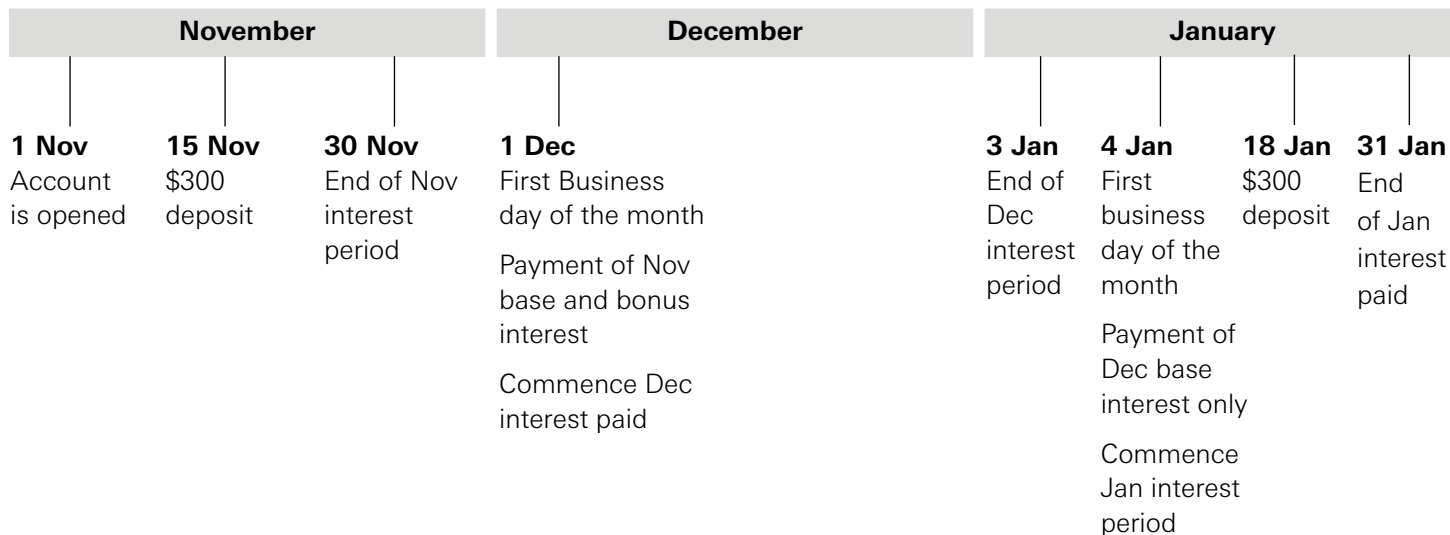 November
1 Nov
Account
is opened
15 Nov
$300
deposit
30 Nov
End of Nov
interest
period
December
1 Dec
First Business
day of the month
Payment of Nov
base and bonus
interest
Commence Dec
interest paid
January
3 Jan
End of
Dec
interest
period
4 Jan
First
business
day of the
month
Payment of
Dec base
interest only
Commence
Jan interest
period
18 Jan
$300
deposit
31 Jan
End
of Jan
interest
paid